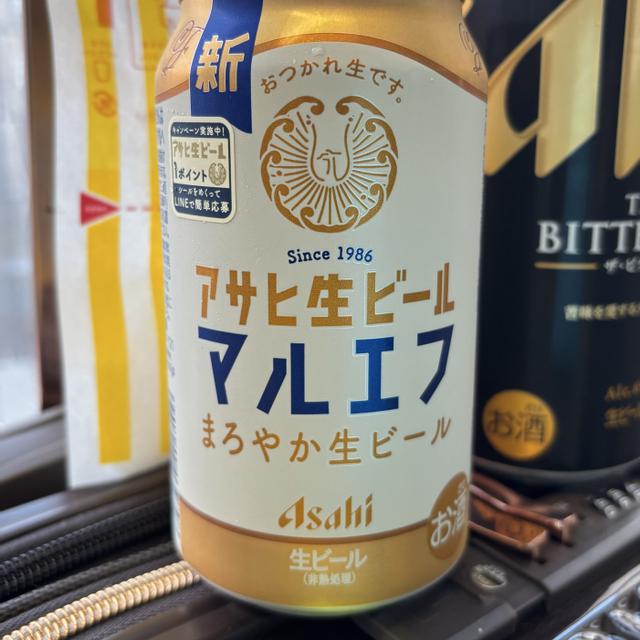 新
おつかれ生です。
キャンペーン実施中!
アサヒ生ビール
1ポイント
シールをめくって
LINEで簡単応募
Since 1986
アサヒ生ビール
マルエフ
まろやか生ビール
Asahi
お酒
生ビール
(非熱処理)
BITT
お酒